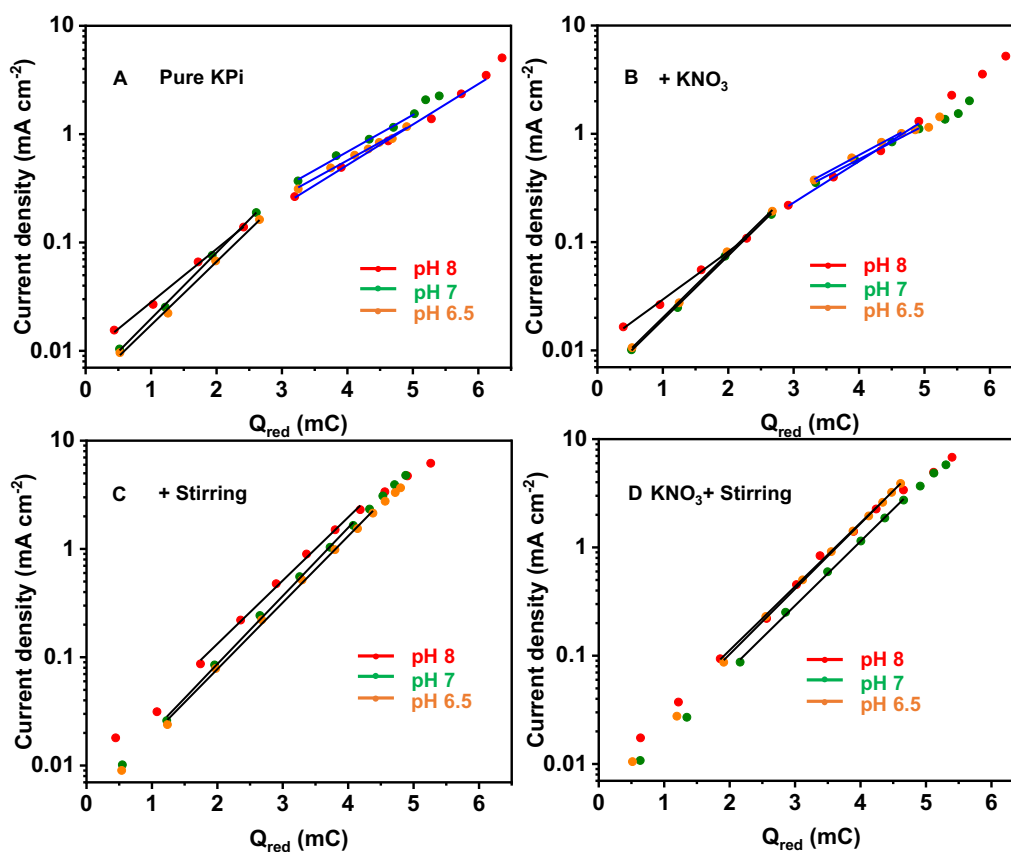 A Pure KPi
Current density (mA cm⁻²)
10
1
0.1
0.01
pH 8
pH 7
pH 6.5
0 1 2 3 4 5 6
Q_red (mC)
B + KNO₃
Current density (mA cm⁻²)
10
1
0.1
0.01
pH 8
pH 7
pH 6.5
0 1 2 3 4 5 6
Q_red (mC)
C + Stirring
Current density (mA cm⁻²)
10
1
0.1
0.01
pH 8
pH 7
pH 6.5
0 1 2 3 4 5 6
Q_red (mC)
D KNO₃+ Stirring
Current density (mA cm⁻²)
10
1
0.1
0.01
pH 8
pH 7
pH 6.5
0 1 2 3 4 5 6
Q_red (mC)